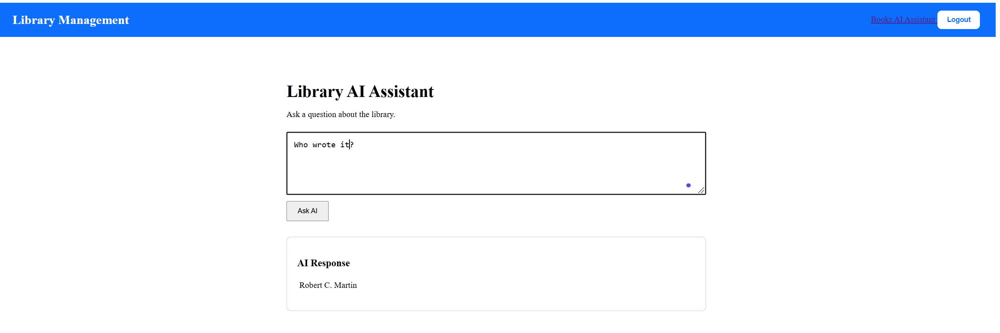 Library Management
Books AI Assistant Logout
Library AI Assistant
Ask a question about the library.
Who wrote it?
Ask AI
AI Response
Robert C. Martin